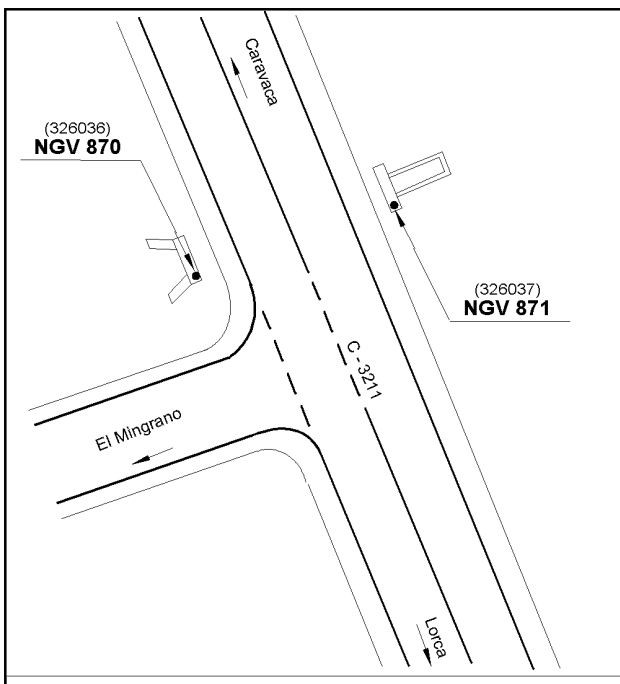 Caravaca
(326036)
NGV 870
(326037)
NGV 871
C - 3211
El Mingrano
Lorca